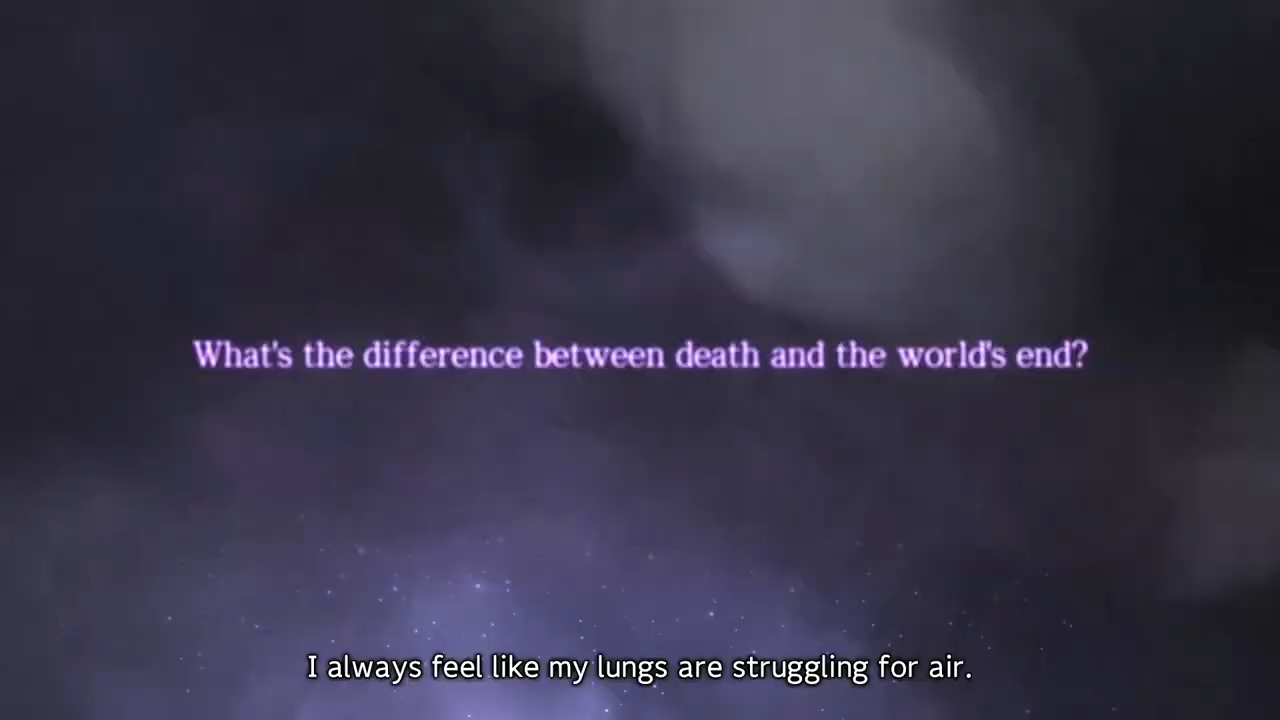 What's the difference between death and the world's end?
I always feel like my lungs are struggling for air.